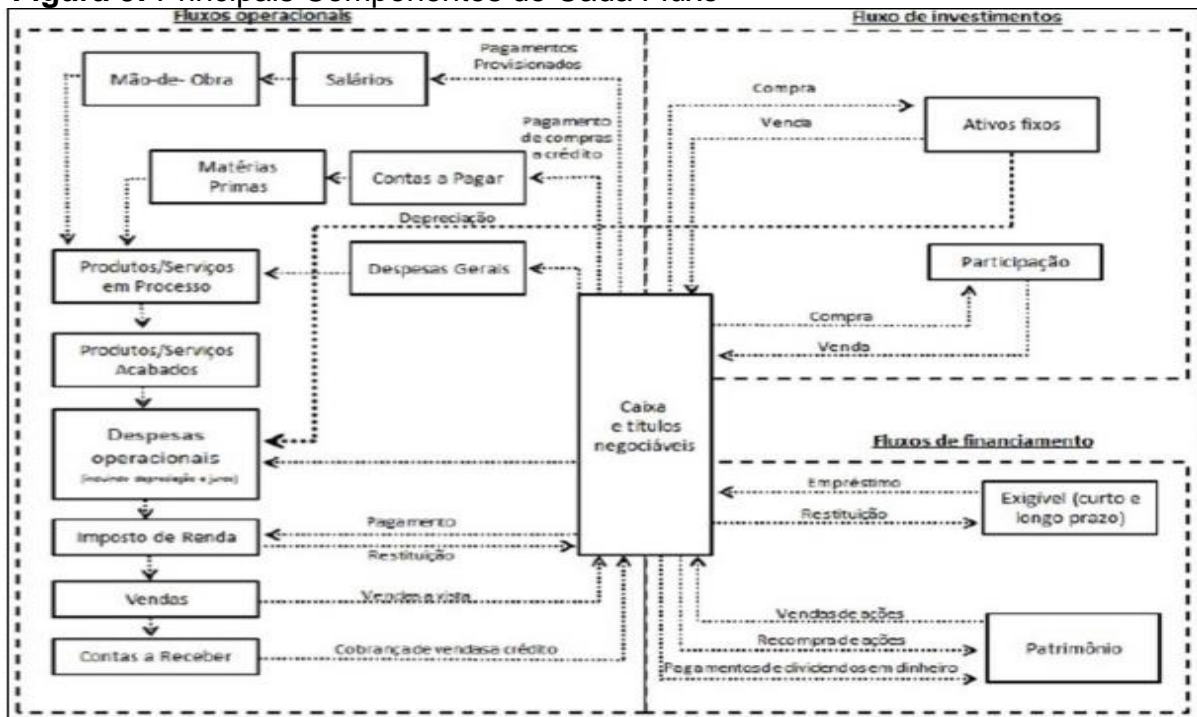 Principais Componentes de Cada Fluxo
Fluxos operacionais
Fluxo de investimentos
Pagamentos
Provisionados
Mão-de- Obra
Salários
Compra
Venda
Ativos fixos
Pagamento
de compras
a crédito
Matérias
Primas
Contas a Pagar
Depreciação
Produtos/Serviços
em Processo
Despesas Gerais
Participação
Compra
Venda
Produtos/Serviços
Acabados
Caixa
e títulos
negociáveis
Despesas
operacionais
(incluindo depreciação e juros)
Fluxos de financiamento
Empréstimo
Restituição
Exigível (curto e
longo prazo)
Imposto de Renda
Pagamento
Restituição
Vendas
Vendas a vista
Contas a Receber
Cobrança de vendas a crédito
Vendas de ações
Recompra de ações
Pagamentos de dividendos em dinheiro
Patrimônio